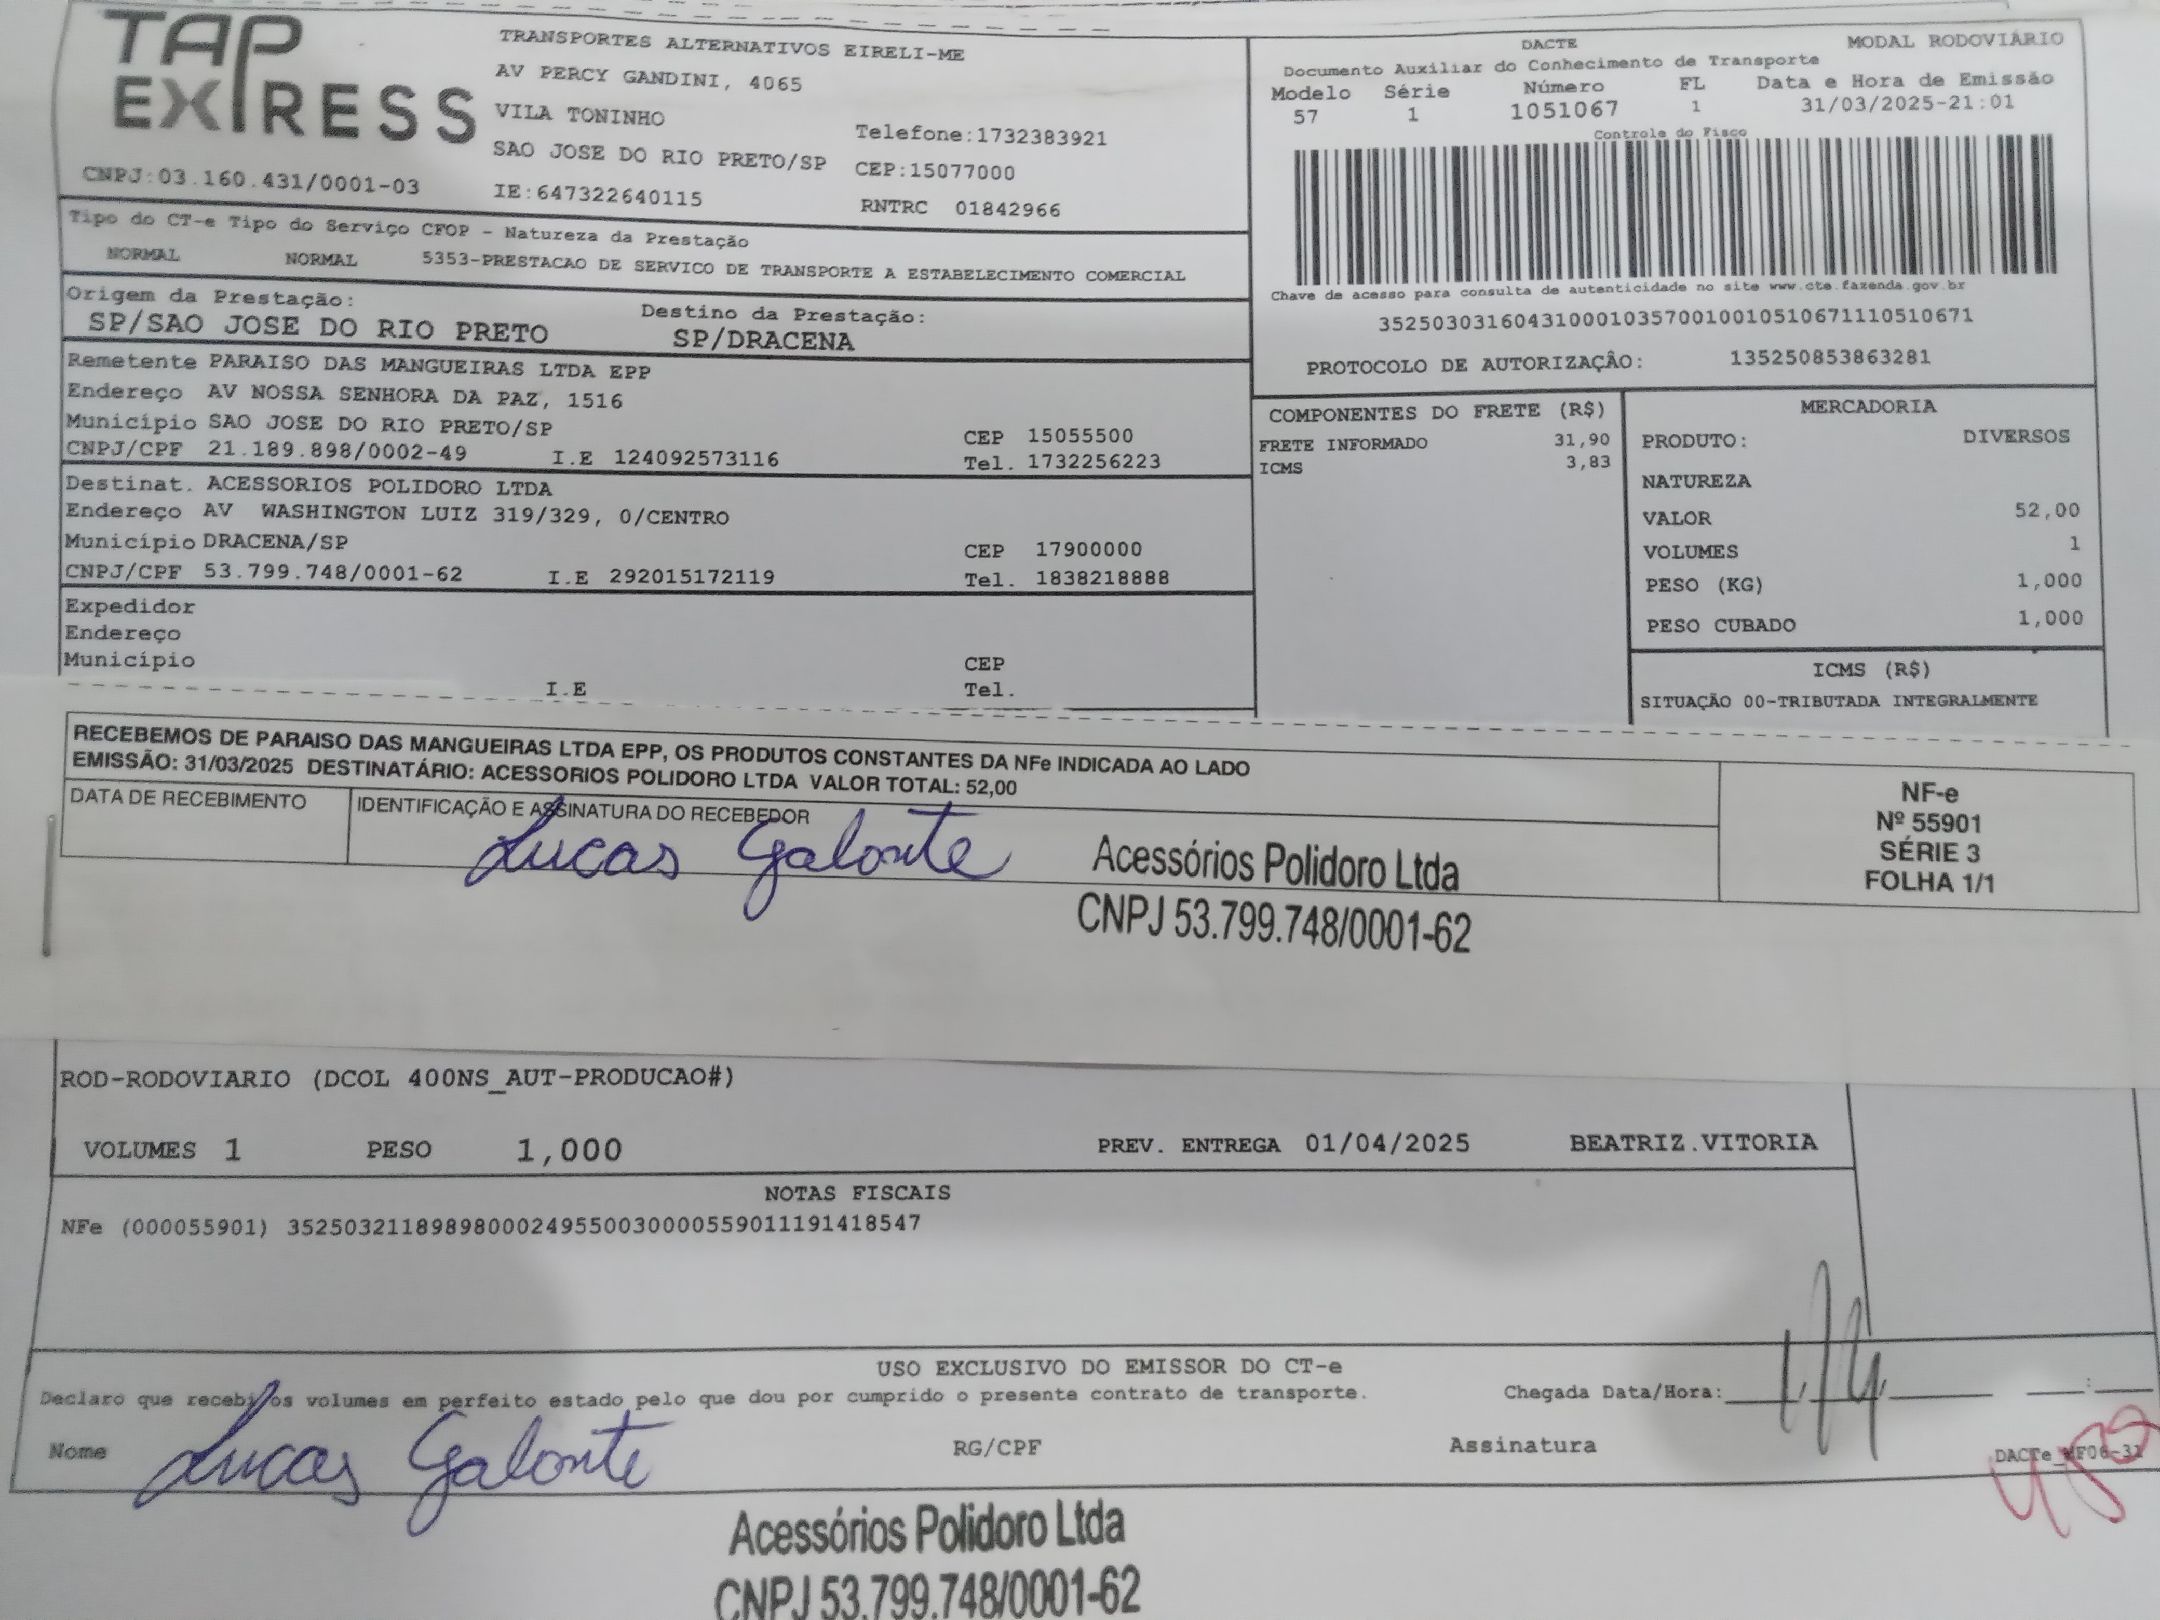 TAP EXPRESS
TRANSPORTES ALTERNATIVOS EIRELI-ME
AV PERCY GANDINI, 4065
VILA TONINHO
Telefone:1732383921
SAO JOSE DO RIO PRETO/SP CEP:15077000
CNPJ:03.160.431/0001-03
IE:647322640115
RNTRC 01842966
DACTE
MODAL RODOVIÁRIO
Documento Auxiliar do Conhecimento de Transporte
Modelo Série Número FL Data e Hora de Emissão
57 1 1051067 1 31/03/2025-21:01
Controle do Fisco
Chave de acesso para consulta de autenticidade no site www.cte.fazenda.gov.br
35250303160431000103570010010510671110510671
PROTOCOLO DE AUTORIZAÇÂO: 135250853863281
Tipo do CT-e Tipo do Serviço CFOP - Natureza da Prestação
NORMAL NORMAL 5353-PRESTACAO DE SERVICO DE TRANSPORTE A ESTABELECIMENTO COMERCIAL
Origem da Prestação: Destino da Prestação:
SP/SAO JOSE DO RIO PRETO SP/DRACENA
Remetente PARAISO DAS MANGUEIRAS LTDA EPP
Endereço AV NOSSA SENHORA DA PAZ, 1516
Município SAO JOSE DO RIO PRETO/SP CEP 15055500
CNPJ/CPF 21.189.898/0002-49 I.E 124092573116 Tel. 1732256223
Destinat. ACESSORIOS POLIDORO LTDA
Endereço AV WASHINGTON LUIZ 319/329, 0/CENTRO
Município DRACENA/SP CEP 17900000
CNPJ/CPF 53.799.748/0001-62 I.E 292015172119 Tel. 1838218888
Expedidor
Endereço
Município CEP
I.E Tel.
COMPONENTES DO FRETE (R$)
FRETE INFORMADO 31,90
ICMS 3,83
MERCADORIA
PRODUTO: DIVERSOS
NATUREZA
VALOR 52,00
VOLUMES 1
PESO (KG) 1,000
PESO CUBADO 1,000
ICMS (R$)
SITUAÇÃO 00-TRIBUTADA INTEGRALMENTE
RECEBEMOS DE PARAISO DAS MANGUEIRAS LTDA EPP, OS PRODUTOS CONSTANTES DA NFe INDICADA AO LADO
EMISSÃO: 31/03/2025 DESTINATÁRIO: ACESSORIOS POLIDORO LTDA VALOR TOTAL: 52,00
DATA DE RECEBIMENTO IDENTIFICAÇÃO E ASSINATURA DO RECEBEDOR
Lucas Galonte
Acessórios Polidoro Ltda
CNPJ 53.799.748/0001-62
NF-e
Nº 55901
SÉRIE 3
FOLHA 1/1
ROD-RODOVIARIO (DCOL 400NS_AUT-PRODUCAO#)
VOLUMES 1 PESO 1,000 PREV. ENTREGA 01/04/2025 BEATRIZ.VITORIA
NOTAS FISCAIS
NFe (000055901) 35250321189898000249550030000559011191418547
USO EXCLUSIVO DO EMISSOR DO CT-e
Declaro que recebi os volumes em perfeito estado pelo que dou por cumprido o presente contrato de transporte. Chegada Data/Hora: 1/4
Nome Lucas Galonte RG/CPF Assinatura
Acessórios Polidoro Ltda
CNPJ 53.799.748/0001-62